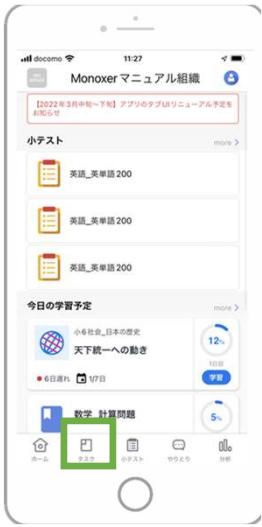 docomo 11:27
Monoxerマニュアル組織
【2022年3月中旬～下旬】アプリのタブUIリニューアル予定を
お知らせ
小テスト more >
英語_英単語200
英語_英単語200
英語_英単語200
今日の学習予定 more >
小6社会_日本の歴史
天下統一への動き
12%
1日目
6日遅れ 1/7日
学習
数学_計算問題
5%
ホーム タスク 小テスト やりとり 分析